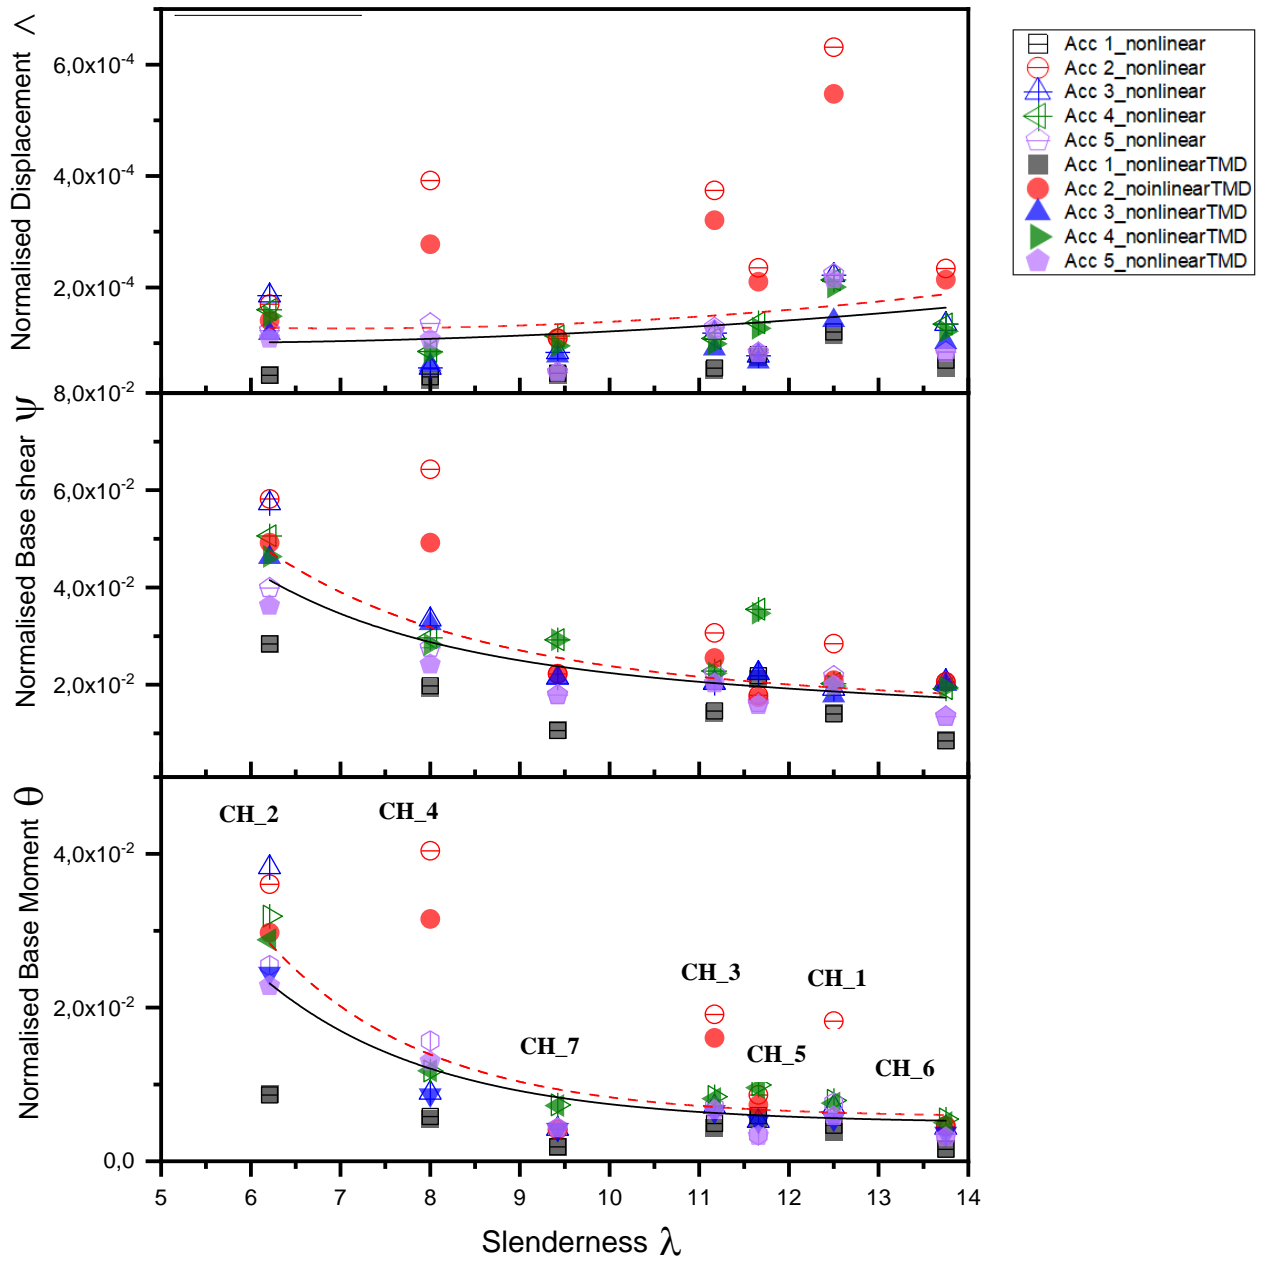 Normalised Displacement Λ
6,0x10⁻⁴
4,0x10⁻⁴
2,0x10⁻⁴
Acc 1_nonlinear
Acc 2_nonlinear
Acc 3_nonlinear
Acc 4_nonlinear
Acc 5_nonlinear
Acc 1_nonlinearTMD
Acc 2_noinlinearTMD
Acc 3_nonlinearTMD
Acc 4_nonlinearTMD
Acc 5_nonlinearTMD
Normalised Base shear ψ
8,0x10⁻²
6,0x10⁻²
4,0x10⁻²
2,0x10⁻²
Normalised Base Moment θ
4,0x10⁻²
2,0x10⁻²
0,0
CH_2
CH_4
CH_7
CH_3
CH_5
CH_1
CH_6
5 6 7 8 9 10 11 12 13 14
Slenderness λ